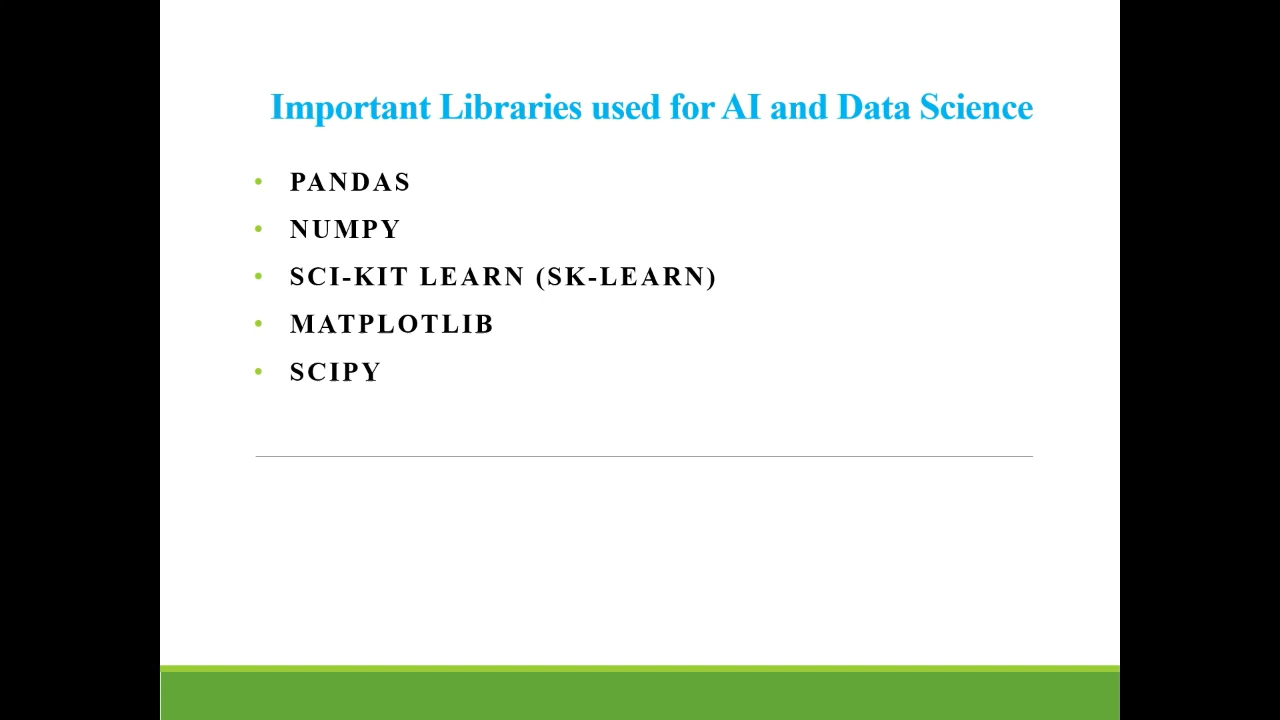 Important Libraries used for AI and Data Science
• PANDAS
• NUMPY
• SCI-KIT LEARN (SK-LEARN)
• MATPLOTLIB
• SCIPY